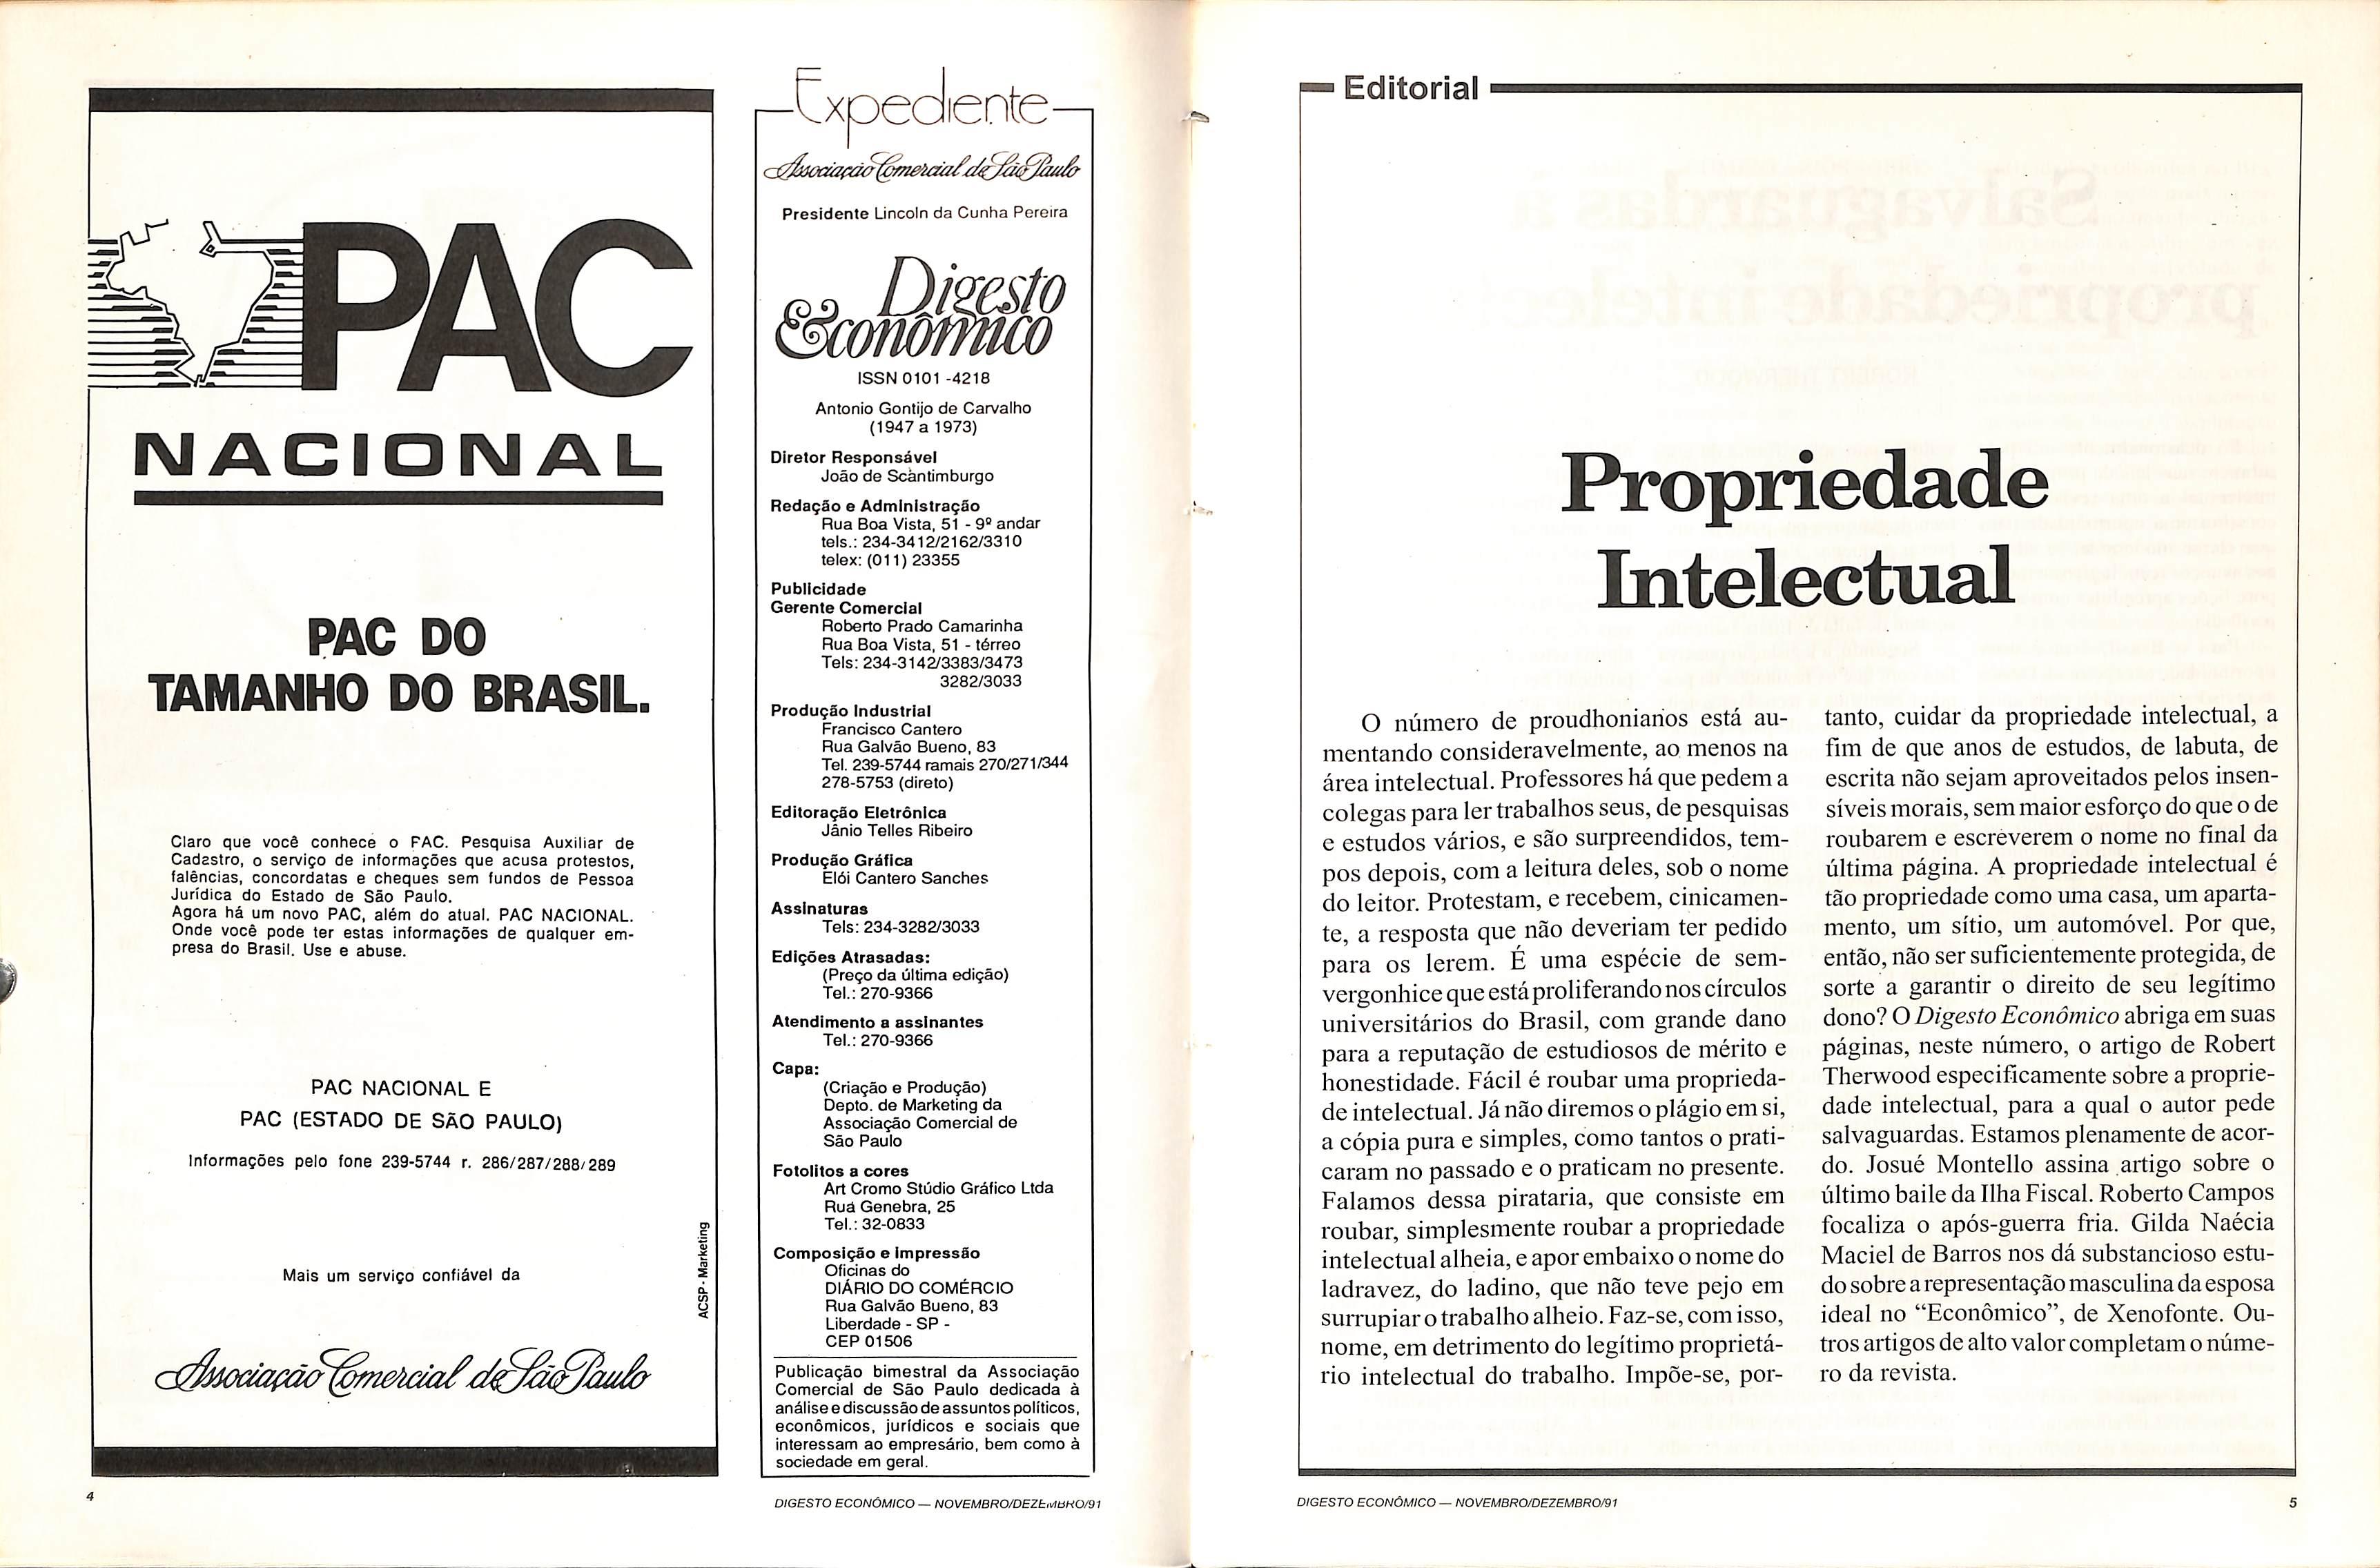 PAC
NACIONAL
PAC DO
TAMANHO DO BRASIL.
Claro que você conhece o PAC. Pesquisa Auxiliar de
Cadastro, o serviço de informações que acusa protestos,
falências, concordatas e cheques sem fundos de Pessoa
Jurídica do Estado de São Paulo.
Agora há um novo PAC, além do atual. PAC NACIONAL.
Onde você pode ter estas informações de qualquer em-
presa do Brasil. Use e abuse.
PAC NACIONAL E
PAC (ESTADO DE SÃO PAULO)
Informações pelo fone 239-5744 r. 286/287/288/289
Mais um serviço confiável da
Associação Comercial de São Paulo
ACSP - Marketing
4
Expediente
Associação Comercial de São Paulo
Presidente Lincoln da Cunha Pereira
Digesto
Econômico
ISSN 0101 -4218
Antonio Gontijo de Carvalho
(1947 a 1973)
Diretor Responsável
João de Scantimburgo
Redação e Administração
Rua Boa Vista, 51 - 9º andar
tels.: 234-3412/2162/3310
telex: (011) 23355
Publicidade
Gerente Comercial
Roberto Prado Camarinha
Rua Boa Vista, 51 - térreo
Tels: 234-3142/3383/3473
3282/3033
Produção Industrial
Francisco Cantero
Rua Galvão Bueno, 83
Tel. 239-5744 ramais 270/271/344
278-5753 (direto)
Editoração Eletrônica
Jânio Telles Ribeiro
Produção Gráfica
Elói Cantero Sanches
Assinaturas
Tels: 234-3282/3033
Edições Atrasadas:
(Preço da última edição)
Tel.: 270-9366
Atendimento a assinantes
Tel.: 270-9366
Capa:
(Criação e Produção)
Depto. de Marketing da
Associação Comercial de
São Paulo
Fotolitos a cores
Art Cromo Stúdio Gráfico Ltda
Rua Genebra, 25
Tel.: 32-0833
Composição e Impressão
Oficinas do
DIÁRIO DO COMÉRCIO
Rua Galvão Bueno, 83
Liberdade - SP -
CEP 01506
Publicação bimestral da Associação
Comercial de São Paulo dedicada à
análise e discussão de assuntos políticos,
econômicos, jurídicos e sociais que
interessam ao empresário, bem como à
sociedade em geral.
DIGESTO ECONÔMICO — NOVEMBRO/DEZEMBRO/91
Editorial
Propriedade
Intelectual
O número de proudhonianos está au-
mentando consideravelmente, ao menos na
área intelectual. Professores há que pedem a
colegas para ler trabalhos seus, de pesquisas
e estudos vários, e são surpreendidos, tem-
pos depois, com a leitura deles, sob o nome
do leitor. Protestam, e recebem, cinicamen-
te, a resposta que não deveriam ter pedido
para os lerem. É uma espécie de sem-
vergonhice que está proliferando nos círculos
universitários do Brasil, com grande dano
para a reputação de estudiosos de mérito e
honestidade. Fácil é roubar uma proprieda-
de intelectual. Já não diremos o plágio em si,
a cópia pura e simples, como tantos o prati-
caram no passado e o praticam no presente.
Falamos dessa pirataria, que consiste em
roubar, simplesmente roubar a propriedade
intelectual alheia, e apor embaixo o nome do
ladravez, do ladino, que não teve pejo em
surrupiar o trabalho alheio. Faz-se, com isso,
nome, em detrimento do legítimo proprietá-
rio intelectual do trabalho. Impõe-se, por-
tanto, cuidar da propriedade intelectual, a
fim de que anos de estudos, de labuta, de
escrita não sejam aproveitados pelos insen-
síveis morais, sem maior esforço do que o de
roubarem e escreverem o nome no final da
última página. A propriedade intelectual é
tão propriedade como uma casa, um aparta-
mento, um sítio, um automóvel. Por que,
então, não ser suficientemente protegida, de
sorte a garantir o direito de seu legítimo
dono? O Digesto Econômico abriga em suas
páginas, neste número, o artigo de Robert
Therwood especificamente sobre a proprie-
dade intelectual, para a qual o autor pede
salvaguardas. Estamos plenamente de acor-
do. Josué Montello assina artigo sobre o
último baile da Ilha Fiscal. Roberto Campos
focaliza o após-guerra fria. Gilda Naécia
Maciel de Barros nos dá substancioso estu-
do sobre a representação masculina da esposa
ideal no “Econômico”, de Xenofonte. Ou-
tros artigos de alto valor completam o núme-
ro da revista.
DIGESTO ECONÔMICO — NOVEMBRO/DEZEMBRO/91
5